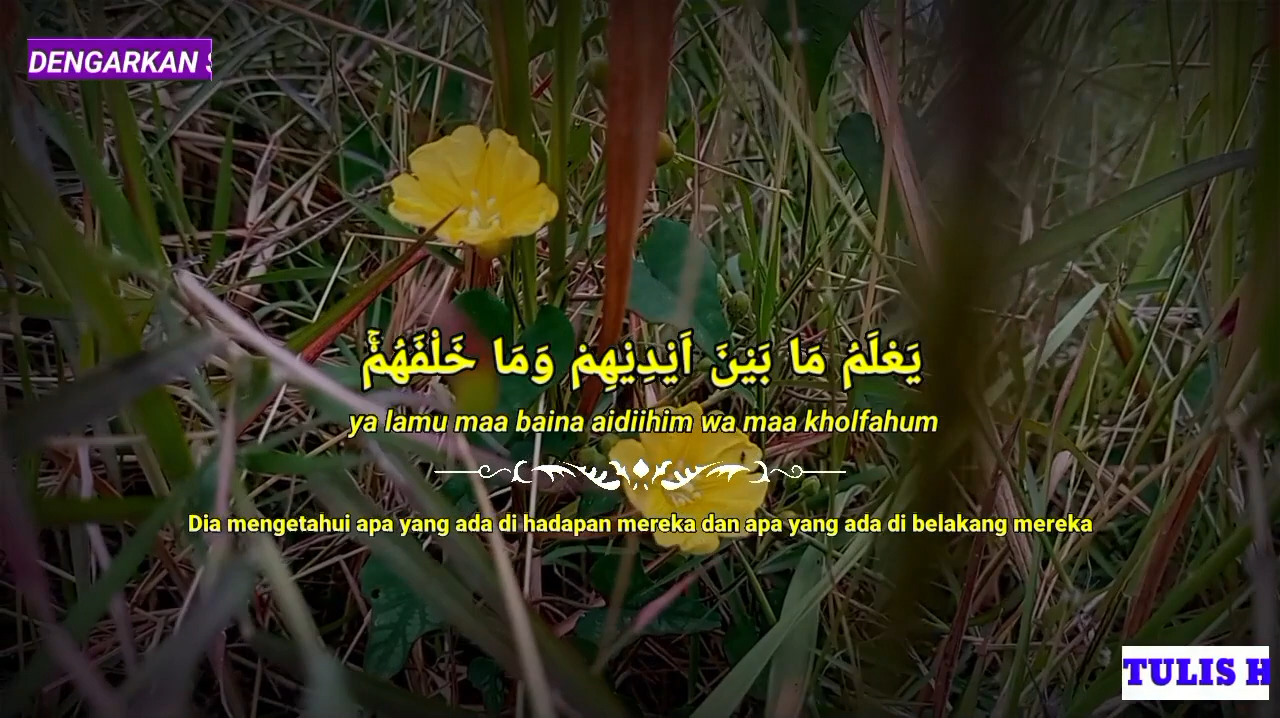 DENGARKAN
يَعْلَمُ مَا بَيْنَ اَيْدِيْهِمْ وَمَا خَلْفَهُمْۚ
ya lamu maa baina aidiihim wa maa kholfahum
Dia mengetahui apa yang ada di hadapan mereka dan apa yang ada di belakang mereka
TULIS H